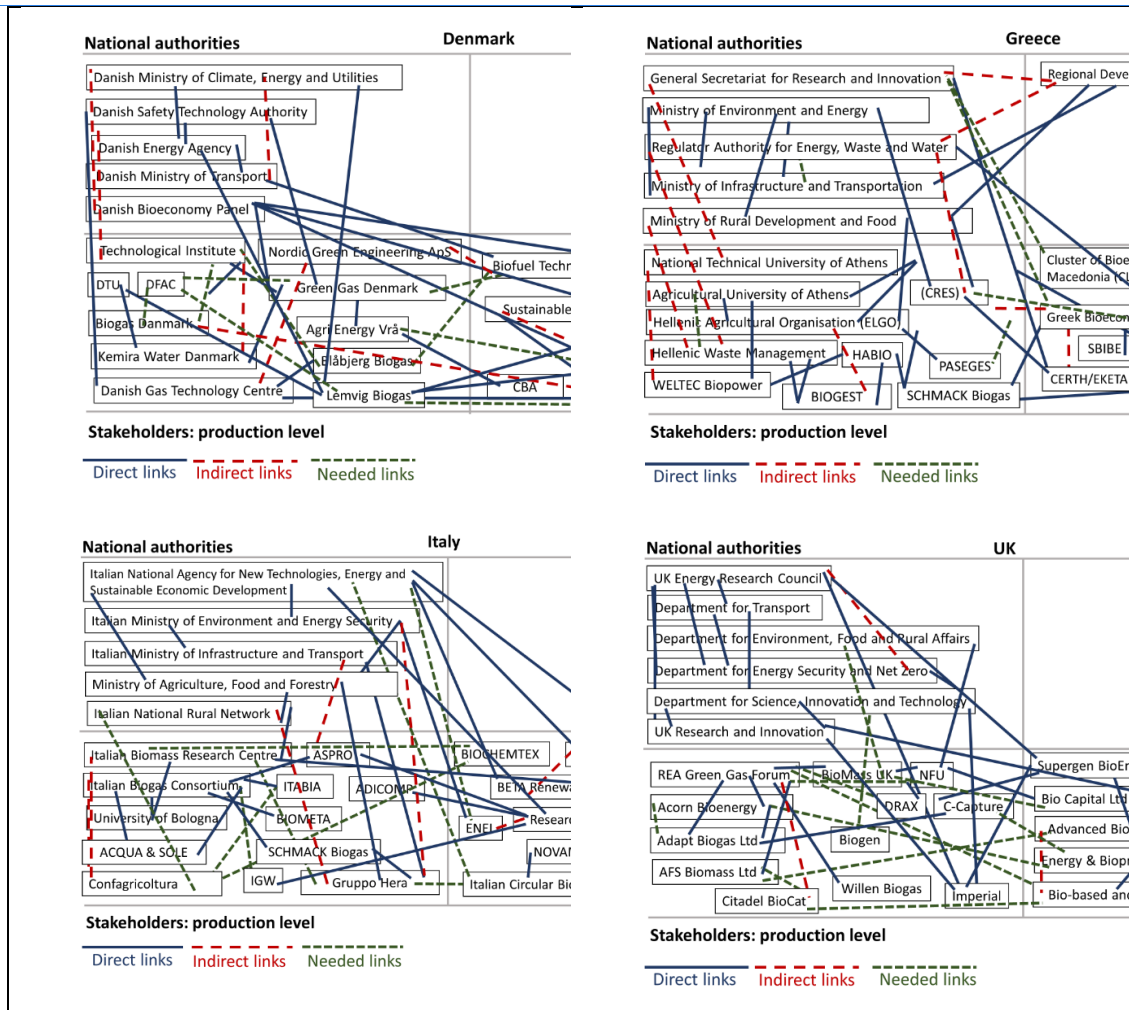 National authorities
Denmark
Danish Ministry of Climate, Energy and Utilities
Danish Safety Technology Authority
Danish Energy Agency
Danish Ministry of Transport
Danish Bioeconomy Panel
Technological Institute
Nordic Green Engineering ApS
Biofuel Techn
DTU
DFAC
Green Gas Denmark
Sustainable
Biogas Danmark
Agri Energy Vrå
Kemira Water Danmark
Blåbjerg Biogas
Danish Gas Technology Centre
Lemvig Biogas
CBA
Stakeholders: production level
Direct links
Indirect links
Needed links
National authorities
Greece
General Secretariat for Research and Innovation
Regional Deve
Ministry of Environment and Energy
Regulator Authority for Energy, Waste and Water
Ministry of Infrastructure and Transportation
Ministry of Rural Development and Food
National Technical University of Athens
Cluster of Bioe
Macedonia (CL
Agricultural University of Athens
(CRES)
Hellenic Agricultural Organisation (ELGO)
Greek Bioecon
Hellenic Waste Management
HABIO
PASEGES
SBIBE
WELTEC Biopower
BIOGEST
SCHMACK Biogas
CERTH/EKETA
Stakeholders: production level
Direct links
Indirect links
Needed links
National authorities
Italy
Italian National Agency for New Technologies, Energy and
Sustainable Economic Development
Italian Ministry of Environment and Energy Security
Italian Ministry of Infrastructure and Transport
Ministry of Agriculture, Food and Forestry
Italian National Rural Network
Italian Biomass Research Centre
ASPRO
BIOCHEMTEX
Italian Biogas Consortium
ITABIA
ADICOMP
BETA Renewa
University of Bologna
BIOMETA
ENEI
Researc
ACQUA & SOLE
SCHMACK Biogas
NOVAM
Confagricoltura
IGW
Gruppo Hera
Italian Circular Bio
Stakeholders: production level
Direct links
Indirect links
Needed links
National authorities
UK
UK Energy Research Council
Department for Transport
Department for Environment, Food and Rural Affairs
Department for Energy Security and Net Zero
Department for Science, Innovation and Technology
UK Research and Innovation
REA Green Gas Forum
BioMass UK
NFU
Supergen BioEn
Acorn Bioenergy
DRAX
C-Capture
Bio Capital Ltd
Adapt Biogas Ltd
Biogen
Advanced Bio
AFS Biomass Ltd
Energy & Biopr
Citadel BioCat
Willen Biogas
Imperial
Bio-based and
Stakeholders: production level
Direct links
Indirect links
Needed links